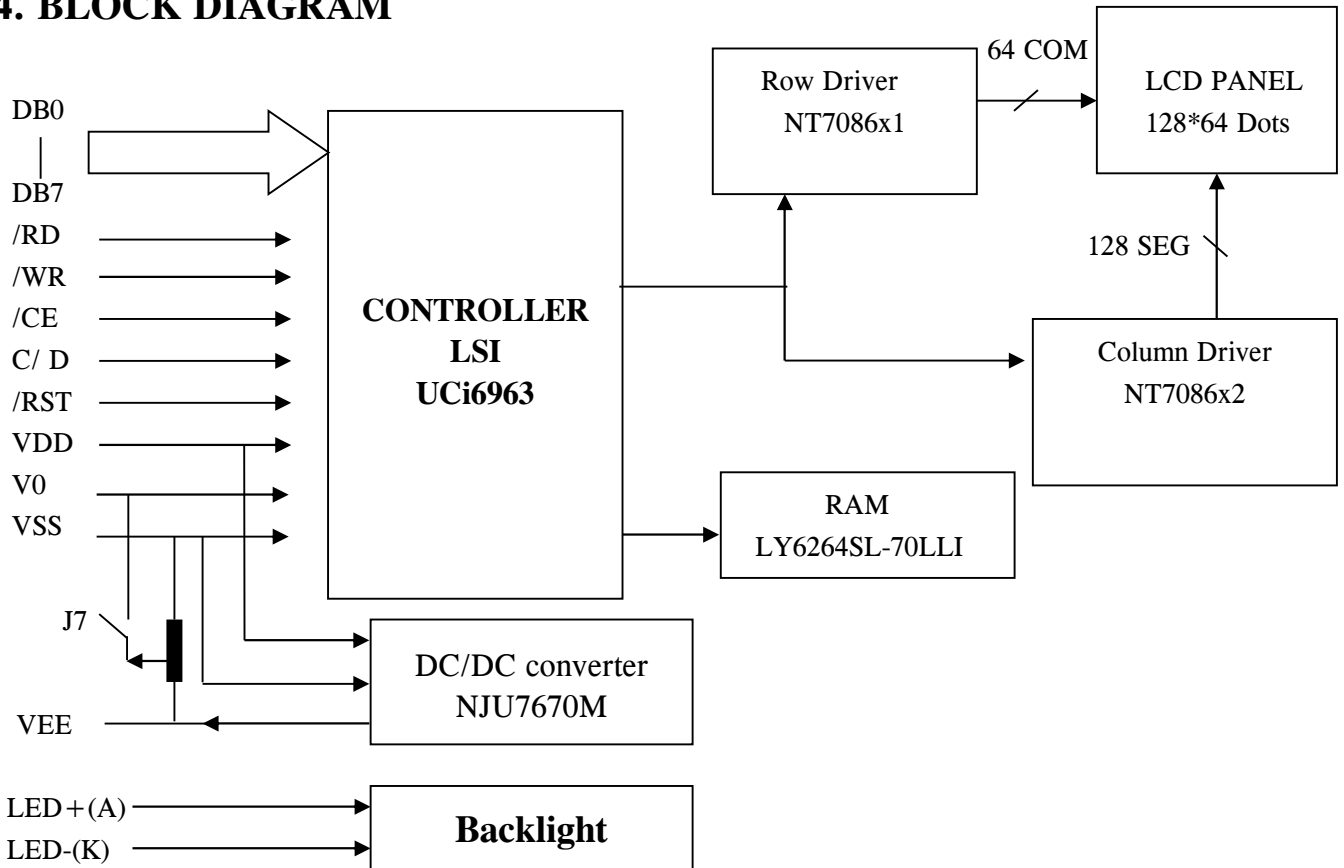 4. BLOCK DIAGRAM
64 COM
Row Driver
NT7086x1
LCD PANEL
128*64 Dots
DB0
DB7
/RD
/WR
/CE
C/ D
/RST
VDD
V0
VSS
CONTROLLER
LSI
UCi6963
128 SEG
Column Driver
NT7086x2
RAM
LY6264SL-70LLI
J7
DC/DC converter
NJU7670M
VEE
LED+(A)
LED-(K)
Backlight